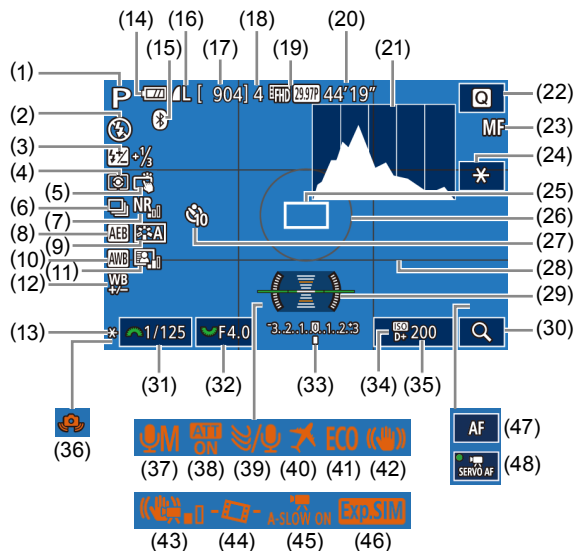 (14) (16) (18) (20)
(15) (17) (19) (21)
(1) P L [ 904] 4 FHD 29.97P 44'19" Q (22)
(2) MF (23)
(3) +1/3 (24)
(4) (25)
(5) (26)
(6) NR
(7) 10 (27)
(8) AEB A
(9) (28)
(10) AWB
(11) (29)
(12) WB +/-
(13) * 1/125 F4.0 -3..2..1..0..1..2.+3 ISO D+ 200 (30)
(31) (32) (33) (34) (35)
(36) M ATT ON / ECO AF (47)
(37) (38) (39) (40) (41) (42) SERVO AF (48)
A-SLOW ON Exp.SIM
(43) (44) (45) (46)